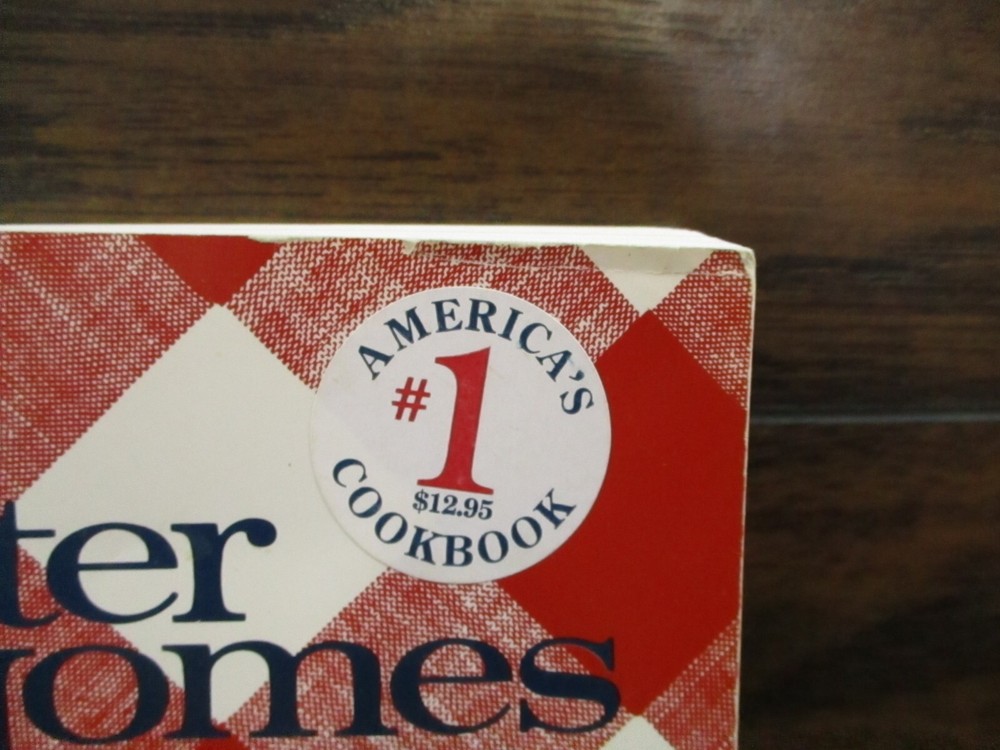 AMERICA'S
#1
$12.95
COOKBOOK
ter
omes